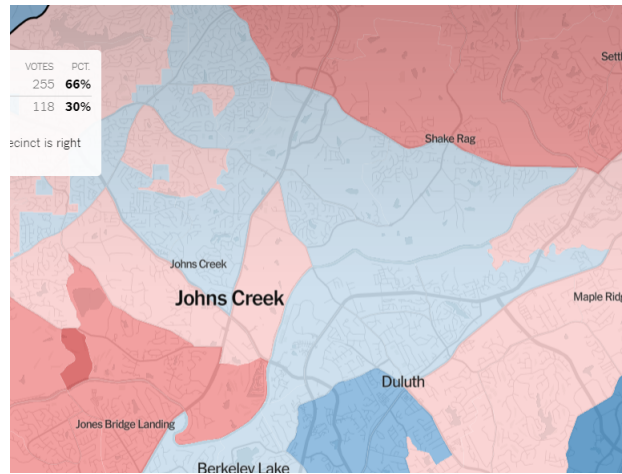 VOTES PCT.
255 66%
118 30%
ecinct is right
Settl
Shake Rag
Johns Creek
Johns Creek
Maple Ridg
Duluth
Jones Bridge Landing
Berkeley Lake